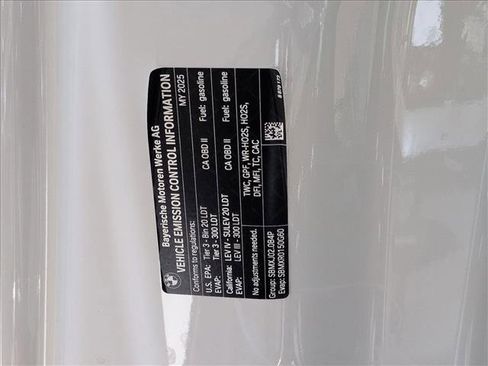 Bayerische Motoren Werke AG
VEHICLE EMISSION CONTROL INFORMATION
Conforms to regulations: MY 2025
U.S. EPA: Tier 3 - Bin 20 LDT CA OBD II Fuel: gasoline
EVAP: Tier 3 - 300 LDT
California: LEV IV - SULEV 20 LDT CA OBD II Fuel: gasoline
EVAP: LEV III - 300 LDT
No adjustments needed. TWC, GPF, WR-HO2S, HO2S,
DFI, MFI, TC, CAC
Group: SBMXJ02.0B4P
Evap: SBMXR0150G60